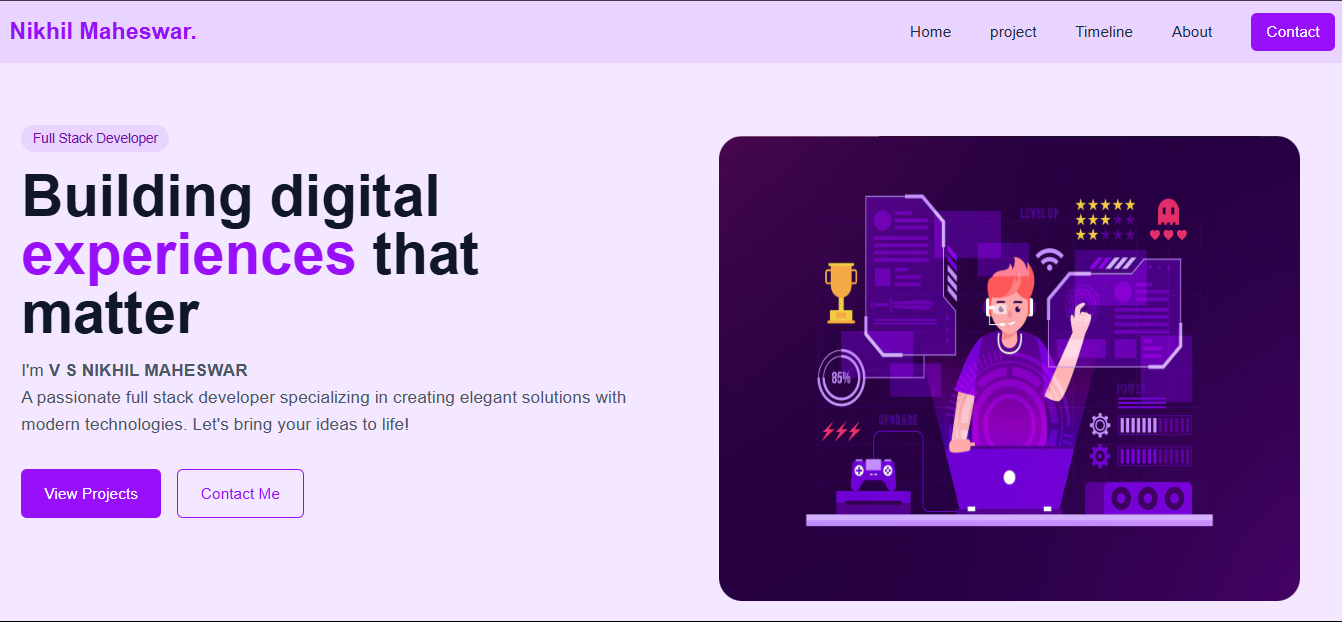 Nikhil Maheswar.
Home project Timeline About Contact
Full Stack Developer
Building digital
experiences that
matter
I'm V S NIKHIL MAHESWAR
A passionate full stack developer specializing in creating elegant solutions with
modern technologies. Let's bring your ideas to life!
View Projects Contact Me
LEVEL UP
85%
POWER
UPGRADE